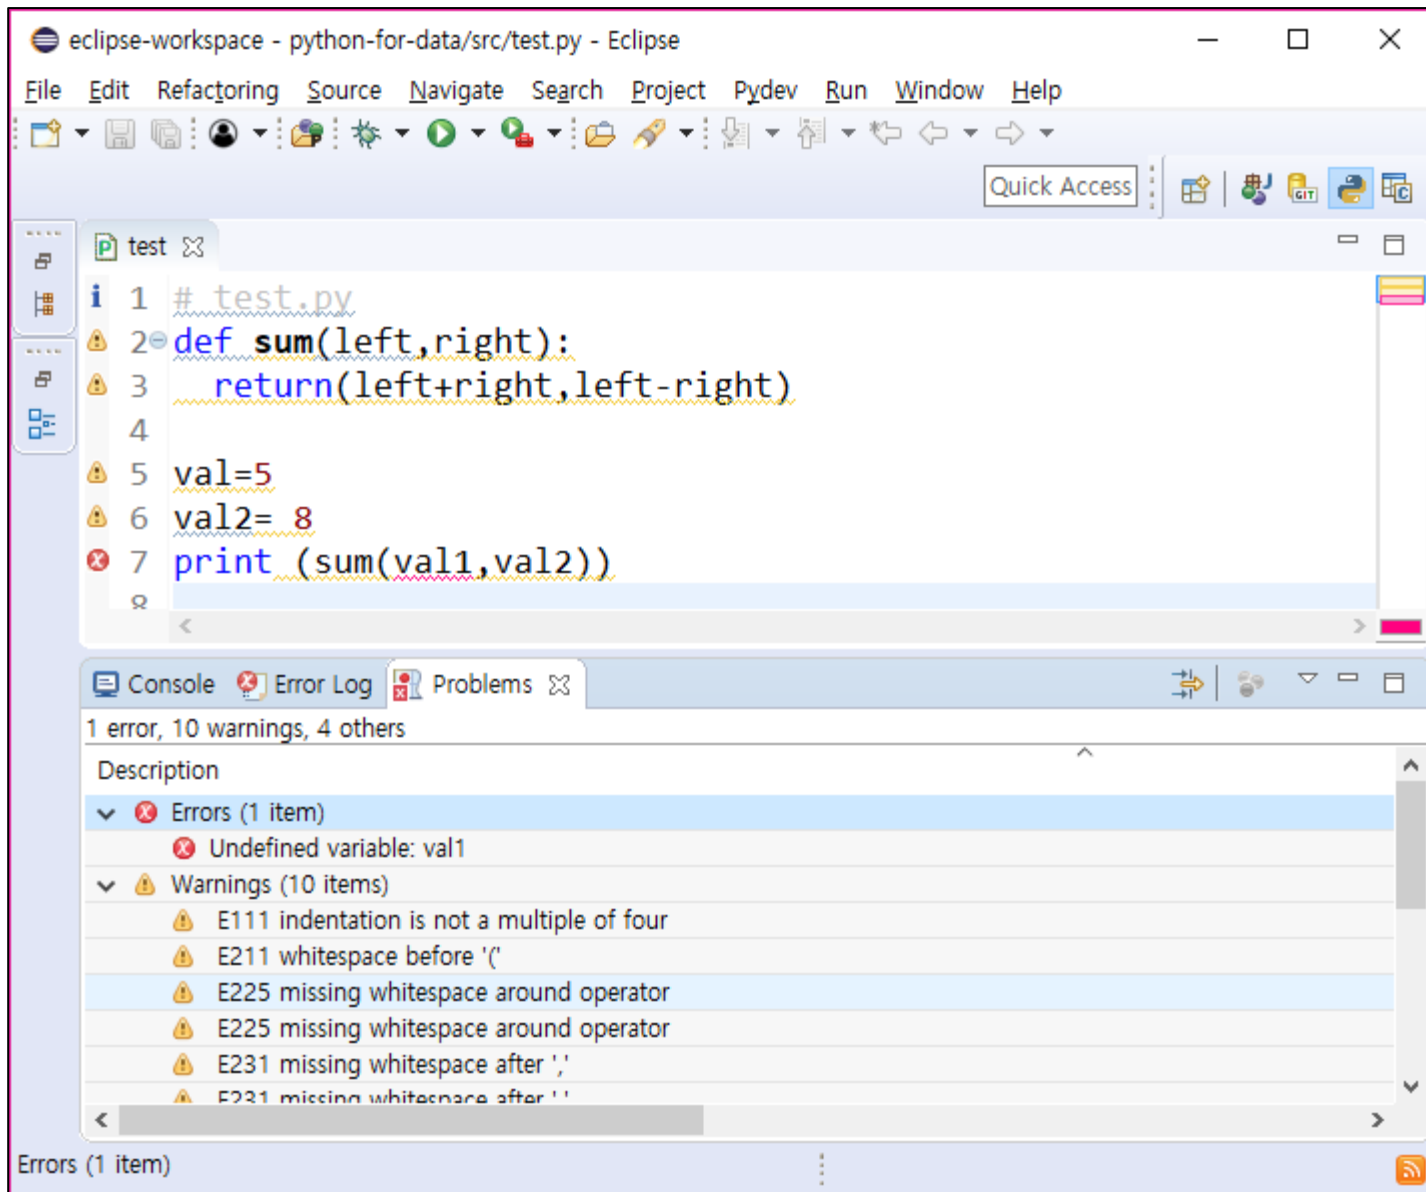 eclipse-workspace - python-for-data/src/test.py - Eclipse
File Edit Refactoring Source Navigate Search Project Pydev Run Window Help
Quick Access
test
1 # test.py
2 def sum(left,right):
3   return(left+right,left-right)
4
5 val=5
6 val2= 8
7 print (sum(val1,val2))
8
Console Error Log Problems
1 error, 10 warnings, 4 others
Description
Errors (1 item)
Undefined variable: val1
Warnings (10 items)
E111 indentation is not a multiple of four
E211 whitespace before '('
E225 missing whitespace around operator
E225 missing whitespace around operator
E231 missing whitespace after ','
E231 missing whitespace after ','
Errors (1 item)